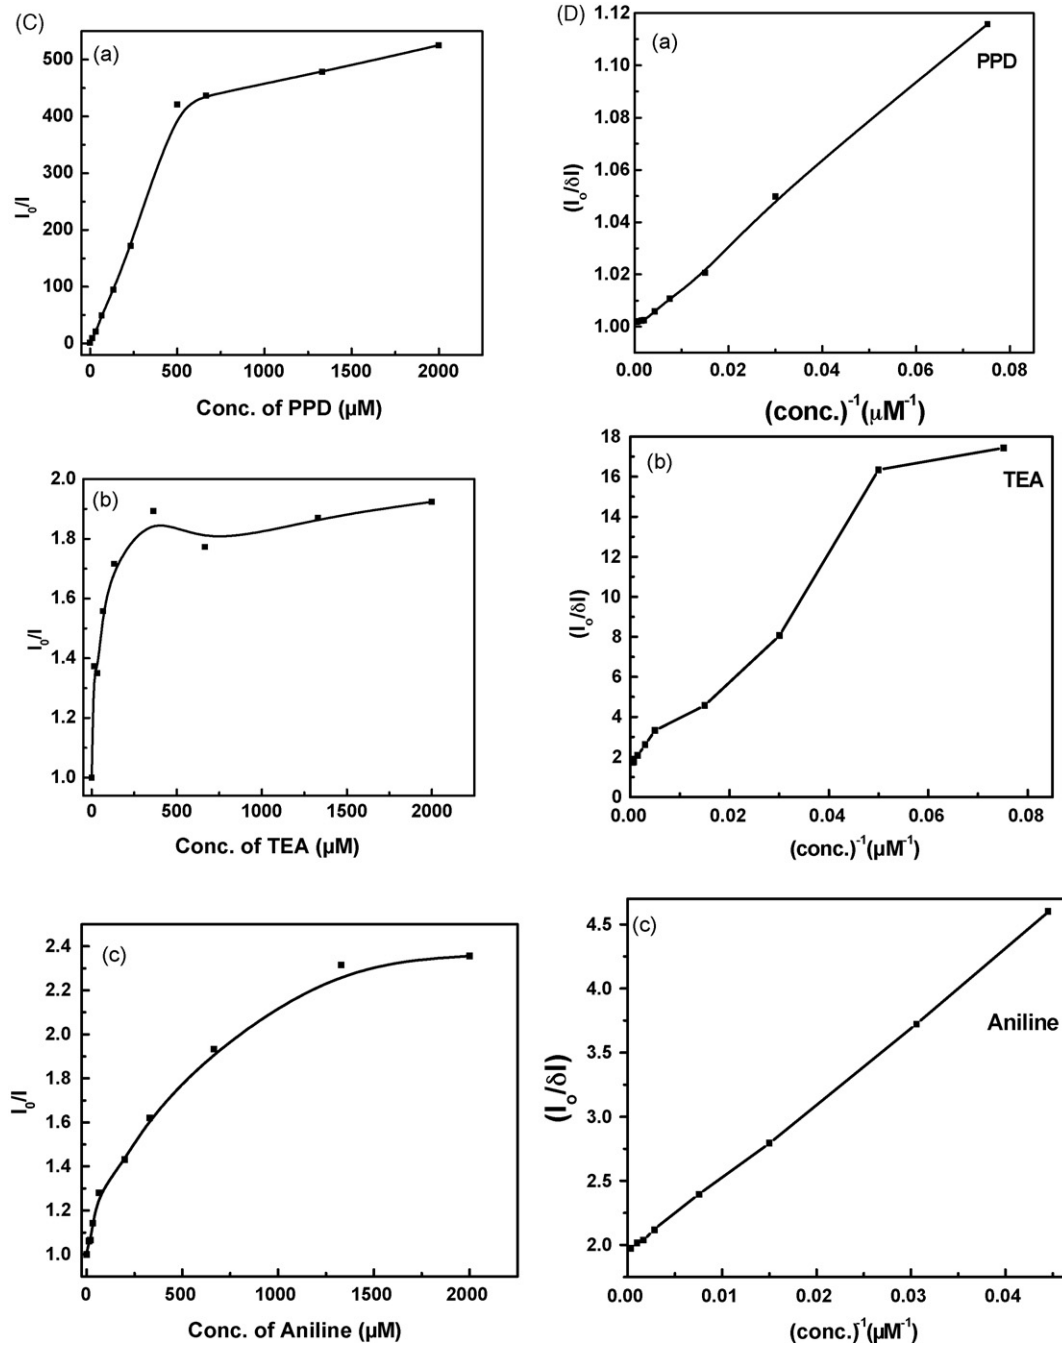 (C)
(a)
500
400
300
200
100
0
I₀/I
0 500 1000 1500 2000
Conc. of PPD (µM)
(D)
1.12
(a)
PPD
1.10
1.08
1.06
1.04
1.02
1.00
(Iₒ/δI)
0.00 0.02 0.04 0.06 0.08
(conc.)⁻¹(µM⁻¹)
2.0
(b)
1.8
1.6
1.4
1.2
1.0
I₀/I
0 500 1000 1500 2000
Conc. of TEA (µM)
18
(b)
TEA
16
14
12
10
8
6
4
2
0
(Iₒ/δI)
0.00 0.02 0.04 0.06 0.08
(conc.)⁻¹(µM⁻¹)
(c)
2.4
2.2
2.0
1.8
1.6
1.4
1.2
1.0
I₀/I
0 500 1000 1500 2000
Conc. of Aniline (µM)
(c)
4.5
4.0
Aniline
3.5
3.0
2.5
2.0
(Iₒ/δI)
0.00 0.01 0.02 0.03 0.04
(conc.)⁻¹(µM⁻¹)